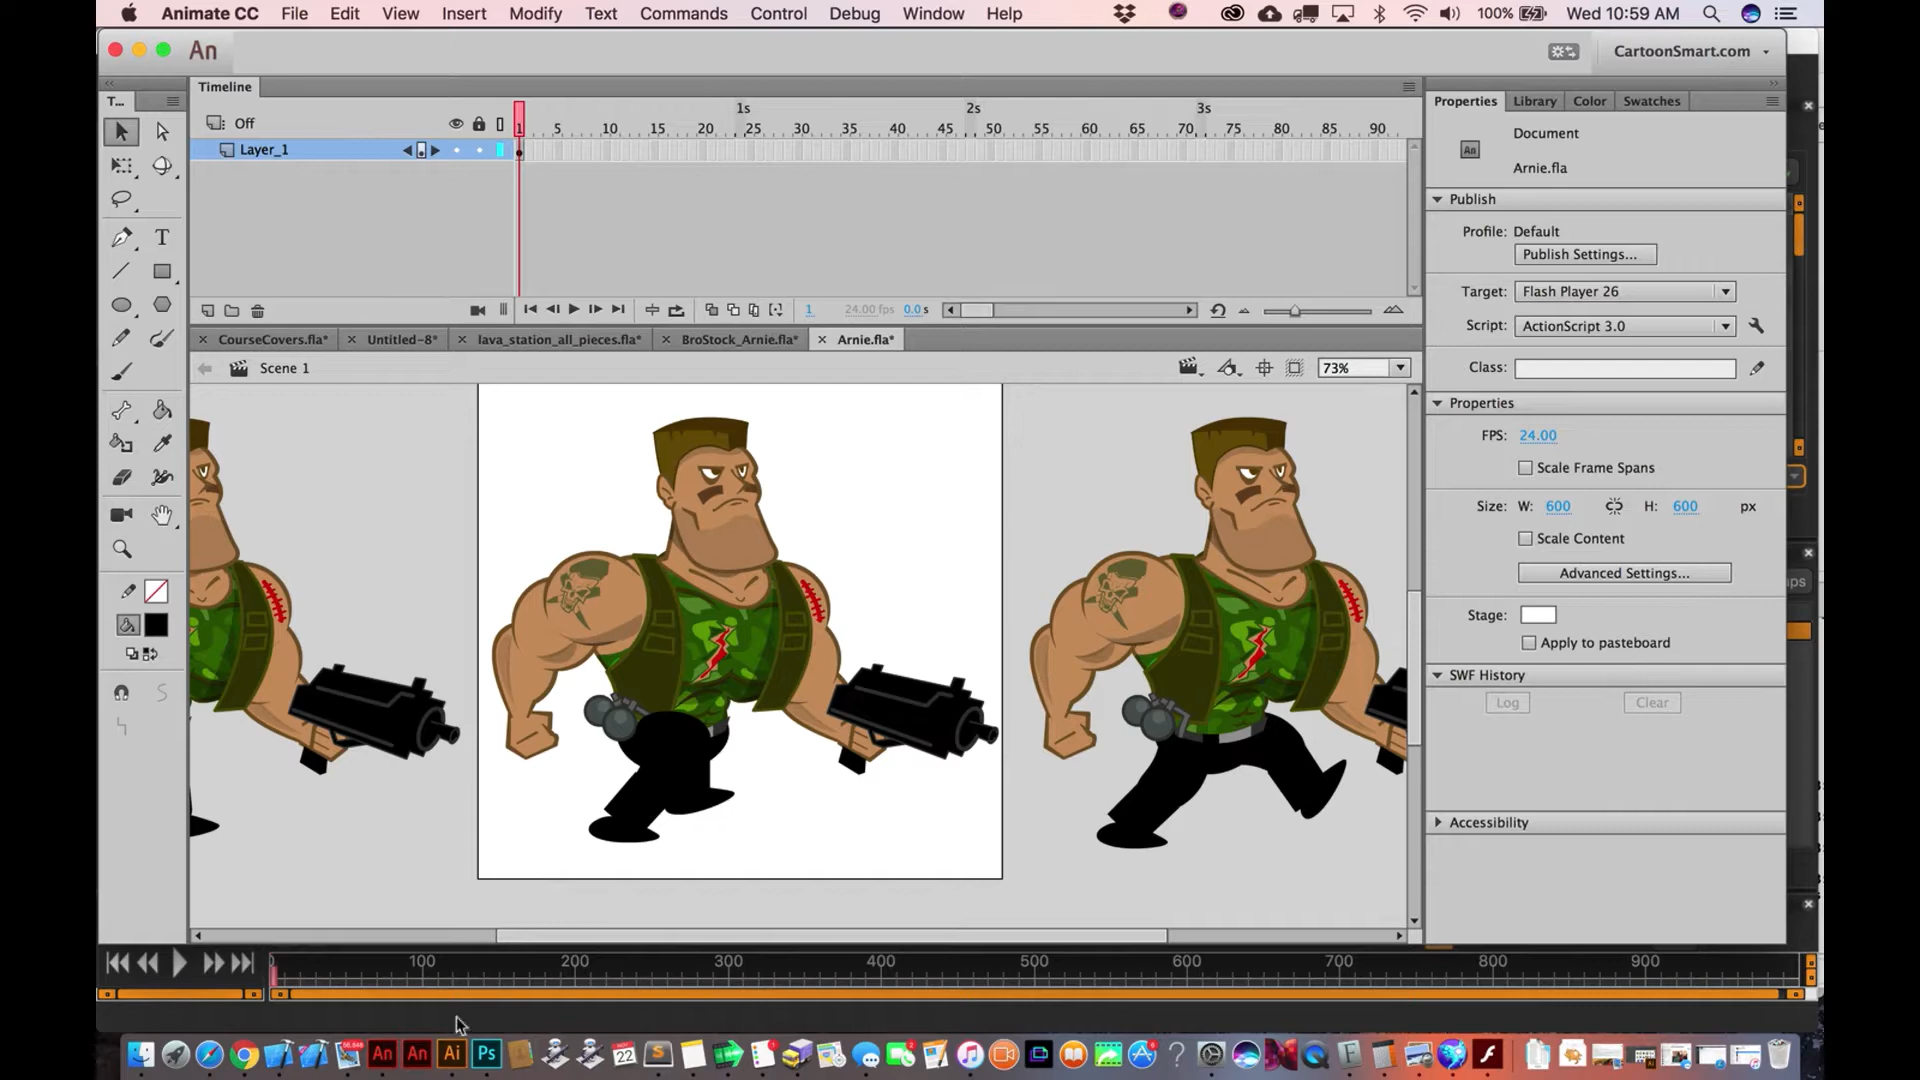 Animate CC File Edit View Insert Modify Text Commands Control Debug Window Help 100% Wed 10:59 AM
An CartoonSmart.com
Timeline
T... Properties Library Color Swatches
1s 2s 3s
Off 1 5 10 15 20 25 30 35 40 45 50 55 60 65 70 75 80 85 90
Layer_1
Document
An Arnie.fla
Publish
Profile: Default
Publish Settings...
Target: Flash Player 26
1 24.00 fps 0.0 s
Script: ActionScript 3.0
CourseCovers.fla* Untitled-8* lava_station_all_pieces.fla* BroStock_Arnie.fla* Arnie.fla*
Scene 1 73%
Class:
Properties
FPS: 24.00
Scale Frame Spans
Size: W: 600 H: 600 px
Scale Content
Advanced Settings...
Stage:
Apply to pasteboard
SWF History
Log Clear
Accessibility
100 200 300 400 500 600 700 800 900
An An Ai Ps 22